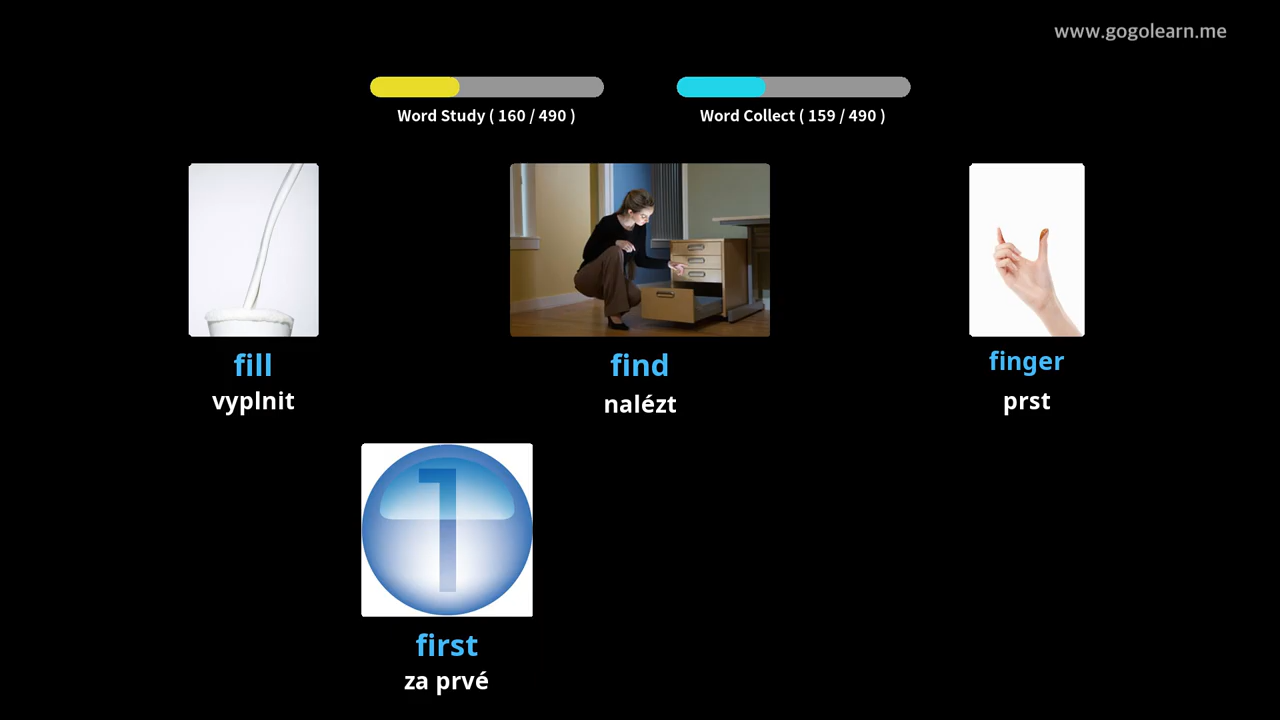 www.gogolearn.me
Word Study ( 160 / 490 )
Word Collect ( 159 / 490 )
fill
find
finger
vyplnit
nalézt
prst
1
first
za prvé